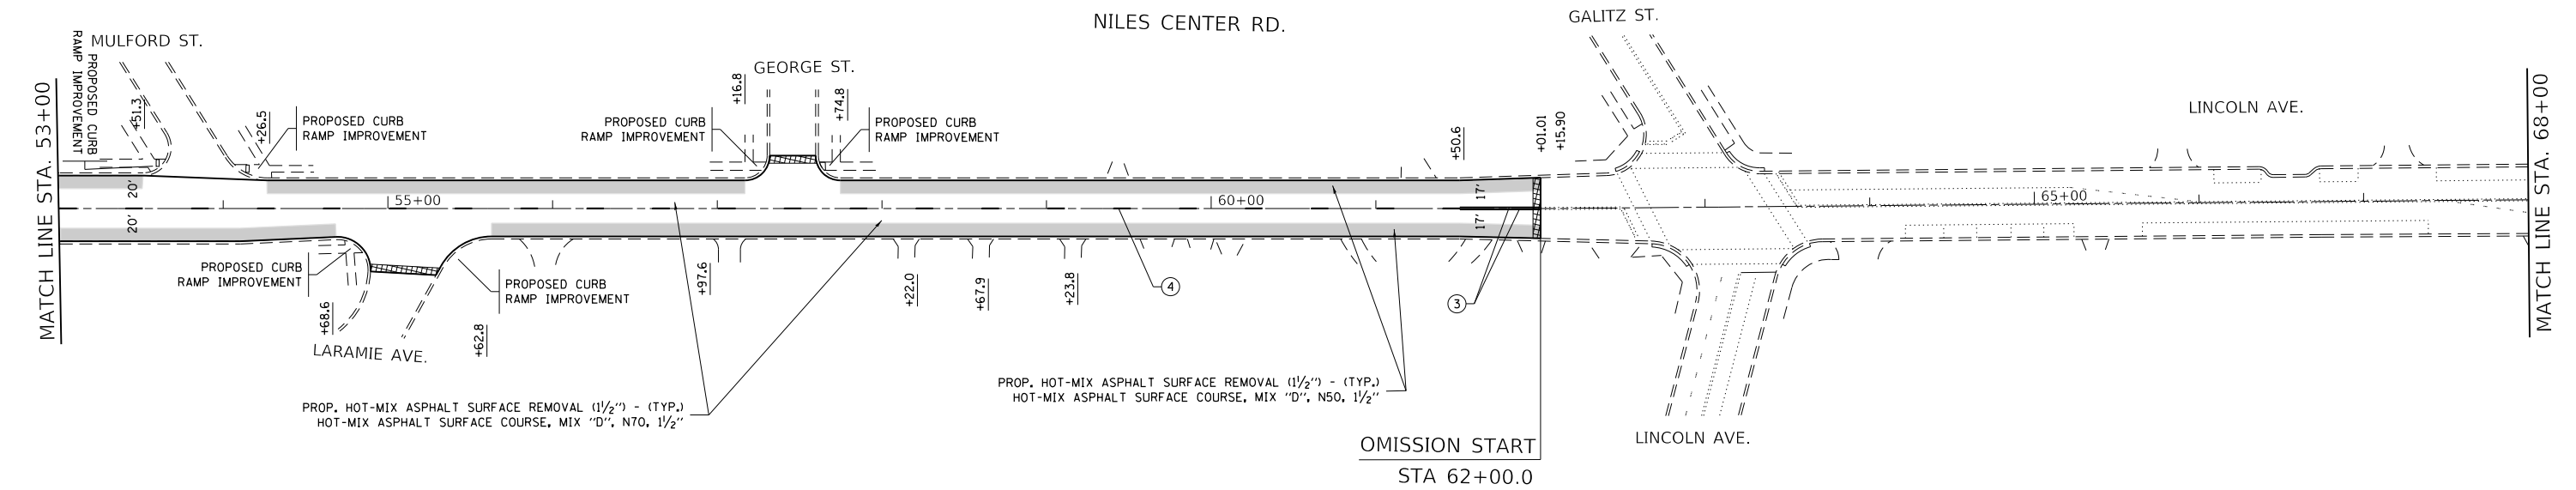 NILES CENTER RD.
GALITZ ST.
MULFORD ST.
GEORGE ST.
LINCOLN AVE.
MATCH LINE STA. 53+00
PROPOSED CURB
RAMP IMPROVEMENT
+51.3
+26.5
PROPOSED CURB
RAMP IMPROVEMENT
PROPOSED CURB
RAMP IMPROVEMENT
+16.8
+74.8
PROPOSED CURB
RAMP IMPROVEMENT
+50.6
+01.01
+15.90
MATCH LINE STA. 68+00
20'
20'
55+00
60+00
17'
17'
65+00
PROPOSED CURB
RAMP IMPROVEMENT
PROPOSED CURB
RAMP IMPROVEMENT
+68.6
+62.8
+97.6
+22.0
+67.9
+23.8
4
3
LARAMIE AVE.
PROP. HOT-MIX ASPHALT SURFACE REMOVAL (1½") - (TYP.)
HOT-MIX ASPHALT SURFACE COURSE, MIX "D", N70, 1½"
PROP. HOT-MIX ASPHALT SURFACE REMOVAL (1½") - (TYP.)
HOT-MIX ASPHALT SURFACE COURSE, MIX "D", N50, 1½"
OMISSION START
STA 62+00.0
LINCOLN AVE.